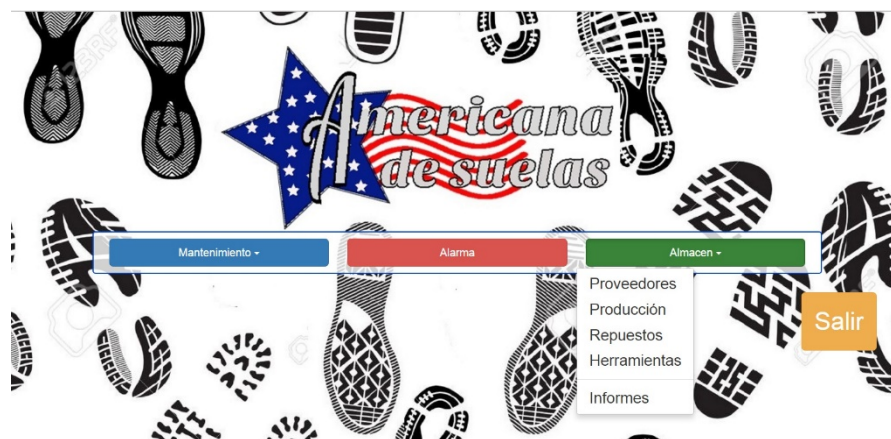 Americana
de suelas
Mantenimiento
Alarma
Almacen
Proveedores
Producción
Repuestos
Herramientas
Informes
Salir